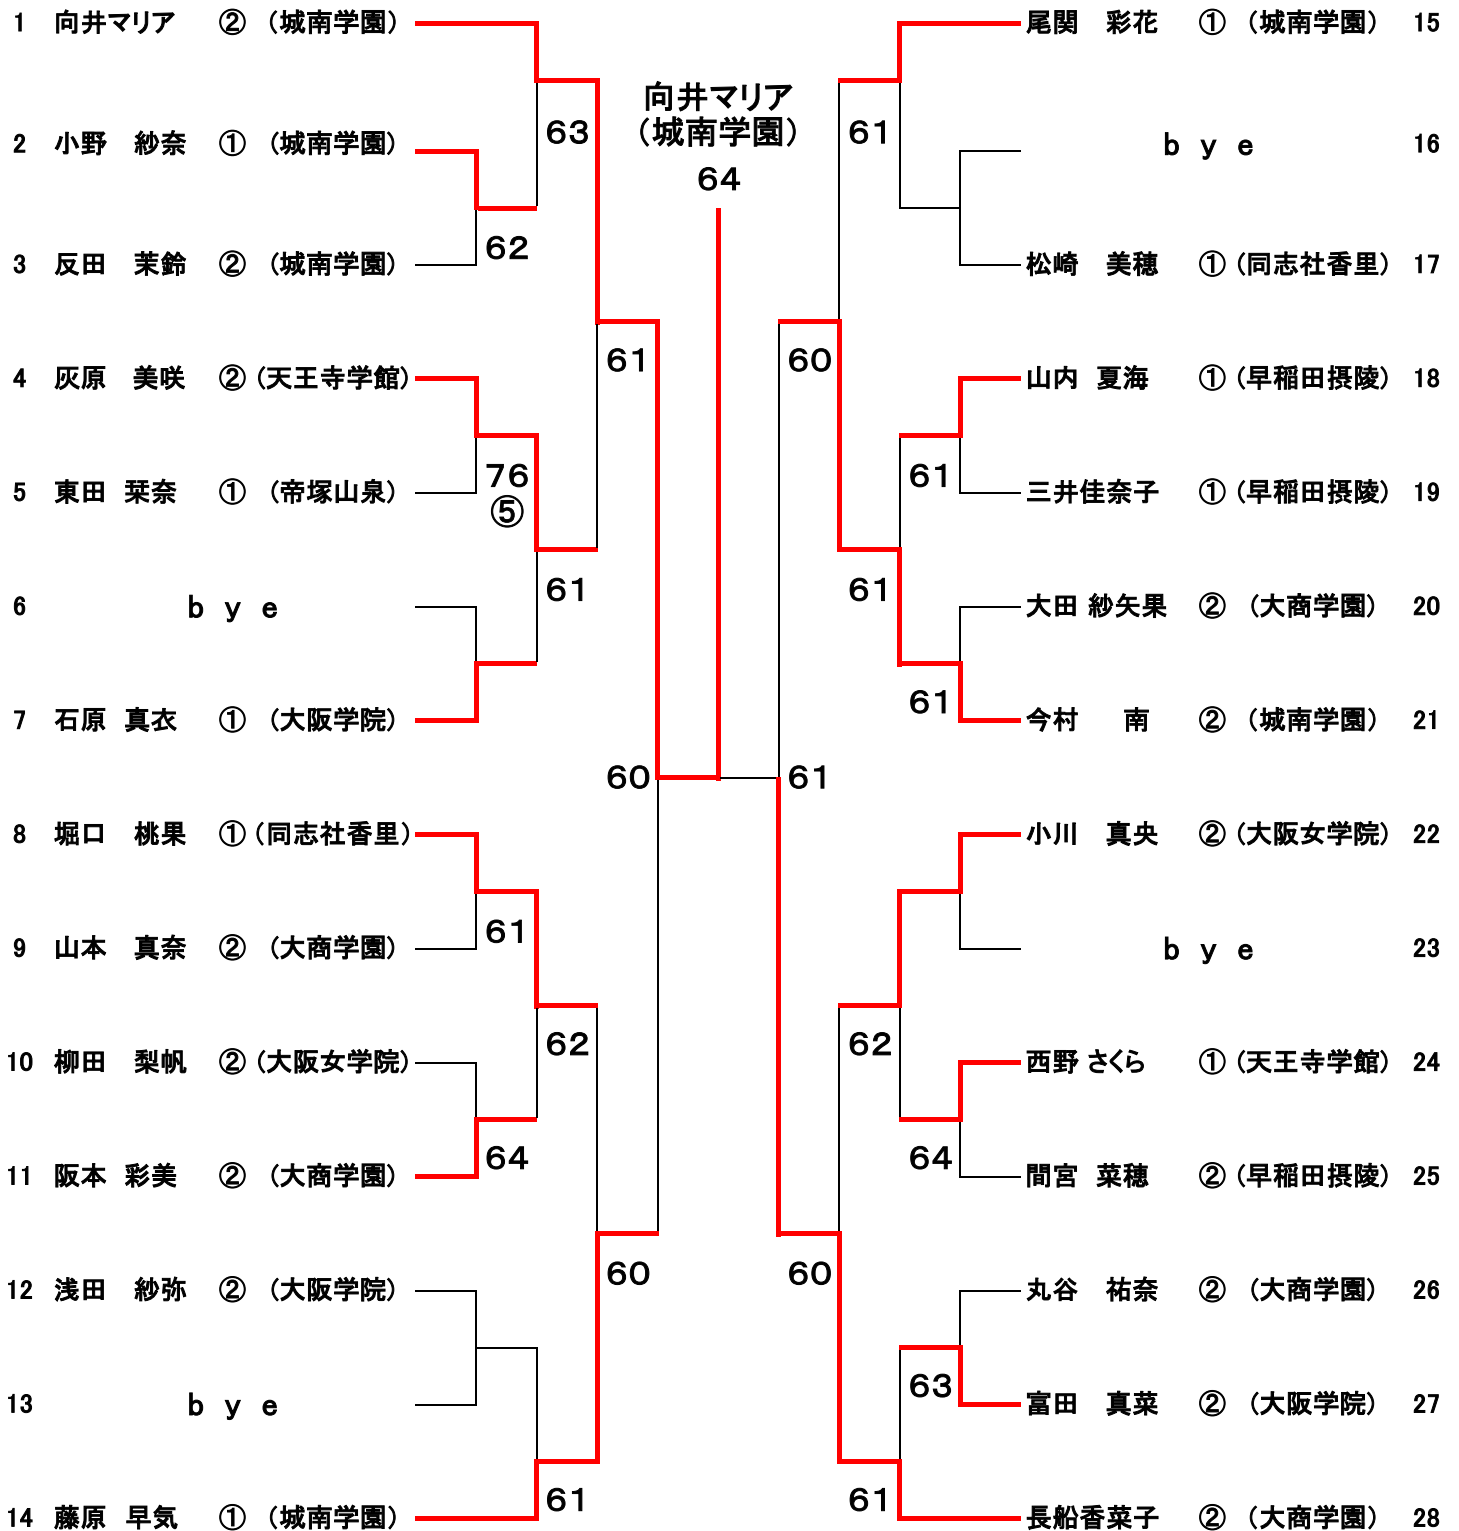 1 向井マリア ② (城南学園)
2 小野 紗奈 ① (城南学園)
3 反田 茉鈴 ② (城南学園)
4 灰原 美咲 ② (天王寺学館)
5 東田 栞奈 ① (帝塚山泉)
6 bye
7 石原 真衣 ① (大阪学院)
8 堀口 桃果 ① (同志社香里)
9 山本 真奈 ② (大商学園)
10 柳田 梨帆 ② (大阪女学院)
11 阪本 彩美 ② (大商学園)
12 浅田 紗弥 ② (大阪学院)
13 bye
14 藤原 早気 ① (城南学園)
63
62
61
76
⑤
61
60
61
62
64
60
61
向井マリア
(城南学園)
64
61
60
61
61
61
61
62
64
60
63
61
尾関 彩花 ① (城南学園) 15
bye 16
松崎 美穂 ① (同志社香里) 17
山内 夏海 ① (早稲田摂陵) 18
三井佳奈子 ① (早稲田摂陵) 19
大田 紗矢果 ② (大商学園) 20
今村 南 ② (城南学園) 21
小川 真央 ② (大阪女学院) 22
bye 23
西野 さくら ① (天王寺学館) 24
間宮 菜穂 ② (早稲田摂陵) 25
丸谷 祐奈 ② (大商学園) 26
富田 真菜 ② (大阪学院) 27
長船香菜子 ② (大商学園) 28